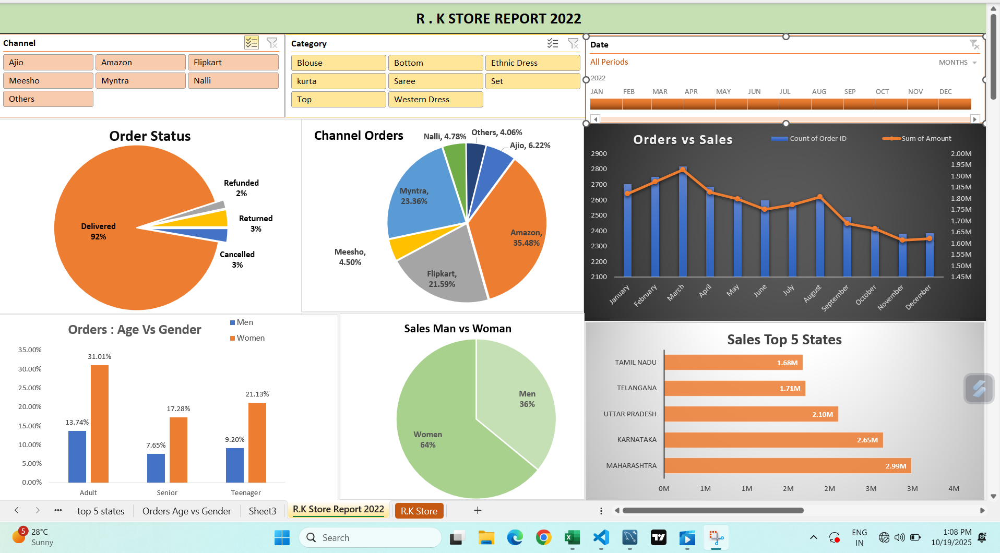 R . K STORE REPORT 2022
Channel
Ajio
Amazon
Flipkart
Meesho
Myntra
Nalli
Others
Category
Blouse
Bottom
Ethnic Dress
kurta
Saree
Set
Top
Western Dress
Date
All Periods
MONTHS
2022
JAN FEB MAR APR MAY JUN JUL AUG SEP OCT NOV DEC
Order Status
Refunded
2%
Returned
3%
Delivered
92%
Cancelled
3%
Channel Orders
Nalli, 4.78%
Others, 4.06%
Ajio, 6.22%
Myntra,
23.36%
Amazon,
35.48%
Meesho,
4.50%
Flipkart,
21.59%
Orders vs Sales
Count of Order ID
Sum of Amount
2900
2800
2700
2600
2500
2400
2300
2200
2100
2.00M
1.95M
1.90M
1.85M
1.80M
1.75M
1.70M
1.65M
1.60M
1.55M
1.50M
1.45M
January February March April May June July August September October November December
Orders : Age Vs Gender
Men
Women
35.00%
30.00%
25.00%
20.00%
15.00%
10.00%
5.00%
0.00%
13.74%
31.01%
7.65%
17.28%
9.20%
21.13%
Adult Senior Teenager
Sales Man vs Woman
Men
36%
Women
64%
Sales Top 5 States
TAMIL NADU 1.68M
TELANGANA 1.71M
UTTAR PRADESH 2.10M
KARNATAKA 2.65M
MAHARASHTRA 2.99M
0M 1M 1M 2M 2M 3M 3M 4M
top 5 states
Orders Age vs Gender
Sheet3
R.K Store Report 2022
R.K Store
5
28°C
Sunny
Search
ENG
IN
1:08 PM
10/19/2025